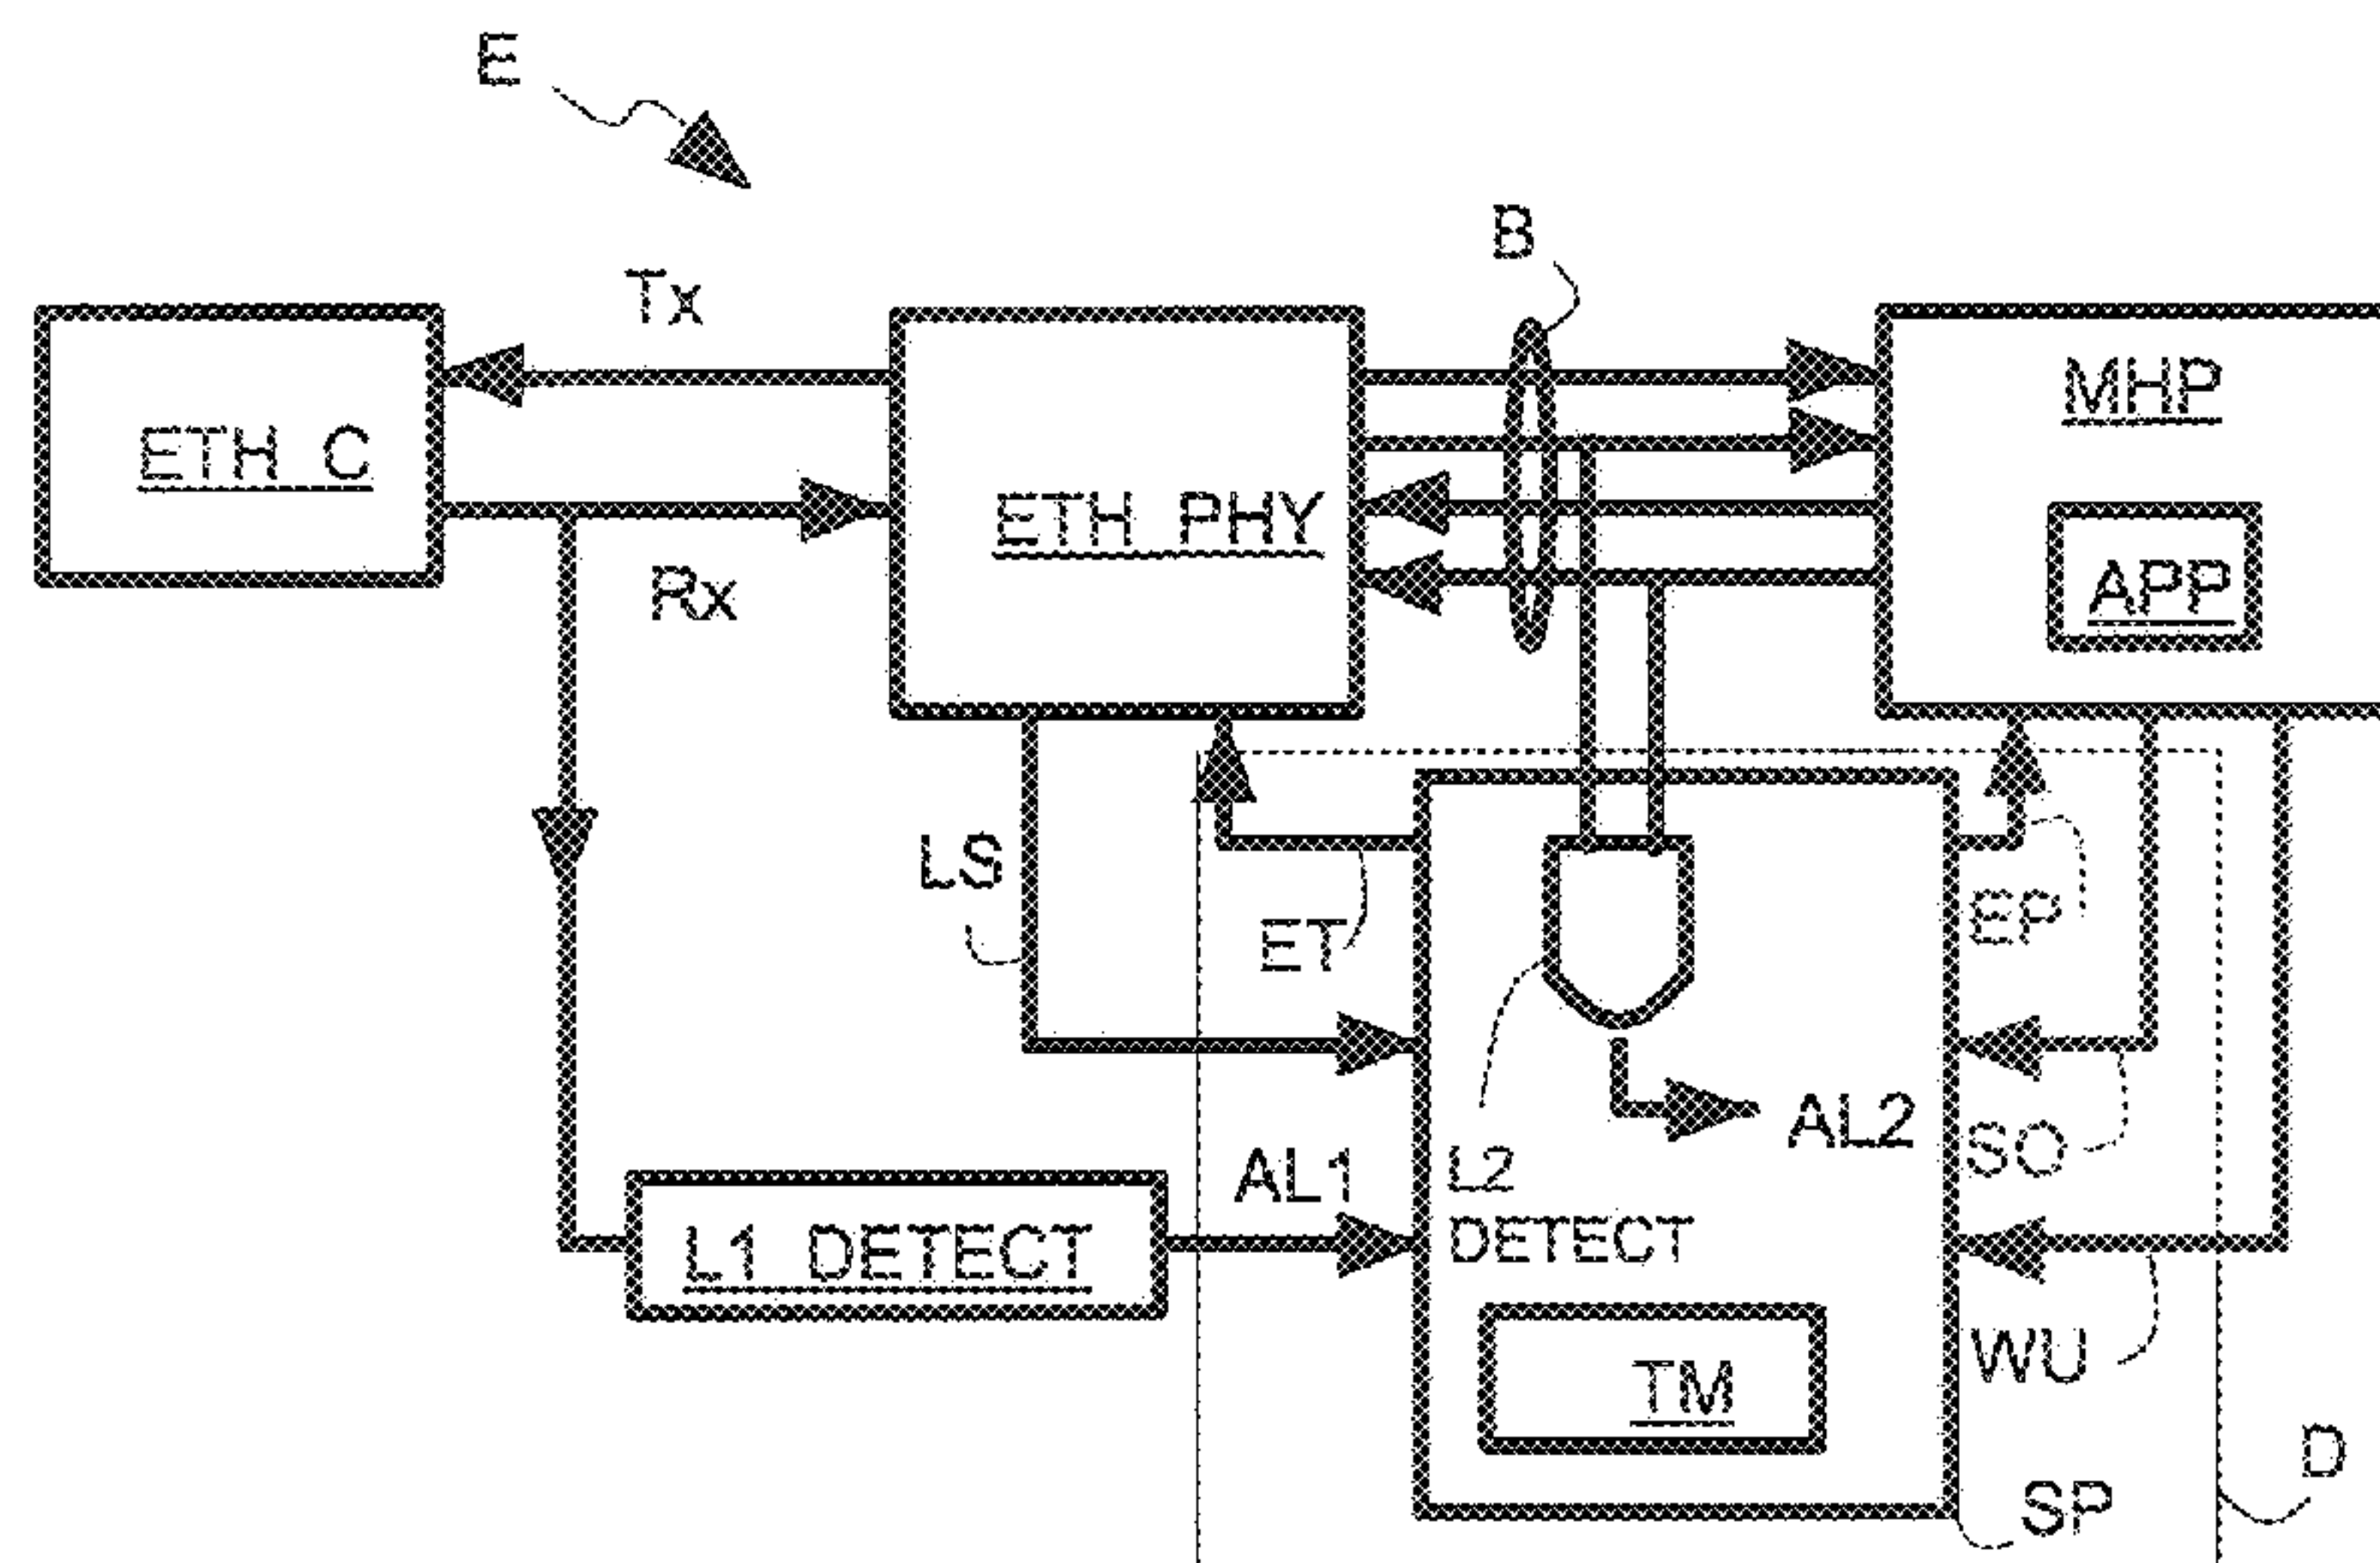 E
B
Tx
MHP
ETH C
ETH PHY
APP
Rx
LS
ET
EP
AL2
SO
AL1
L2
DETECT
L1 DETECT
WU
TM
D
SP